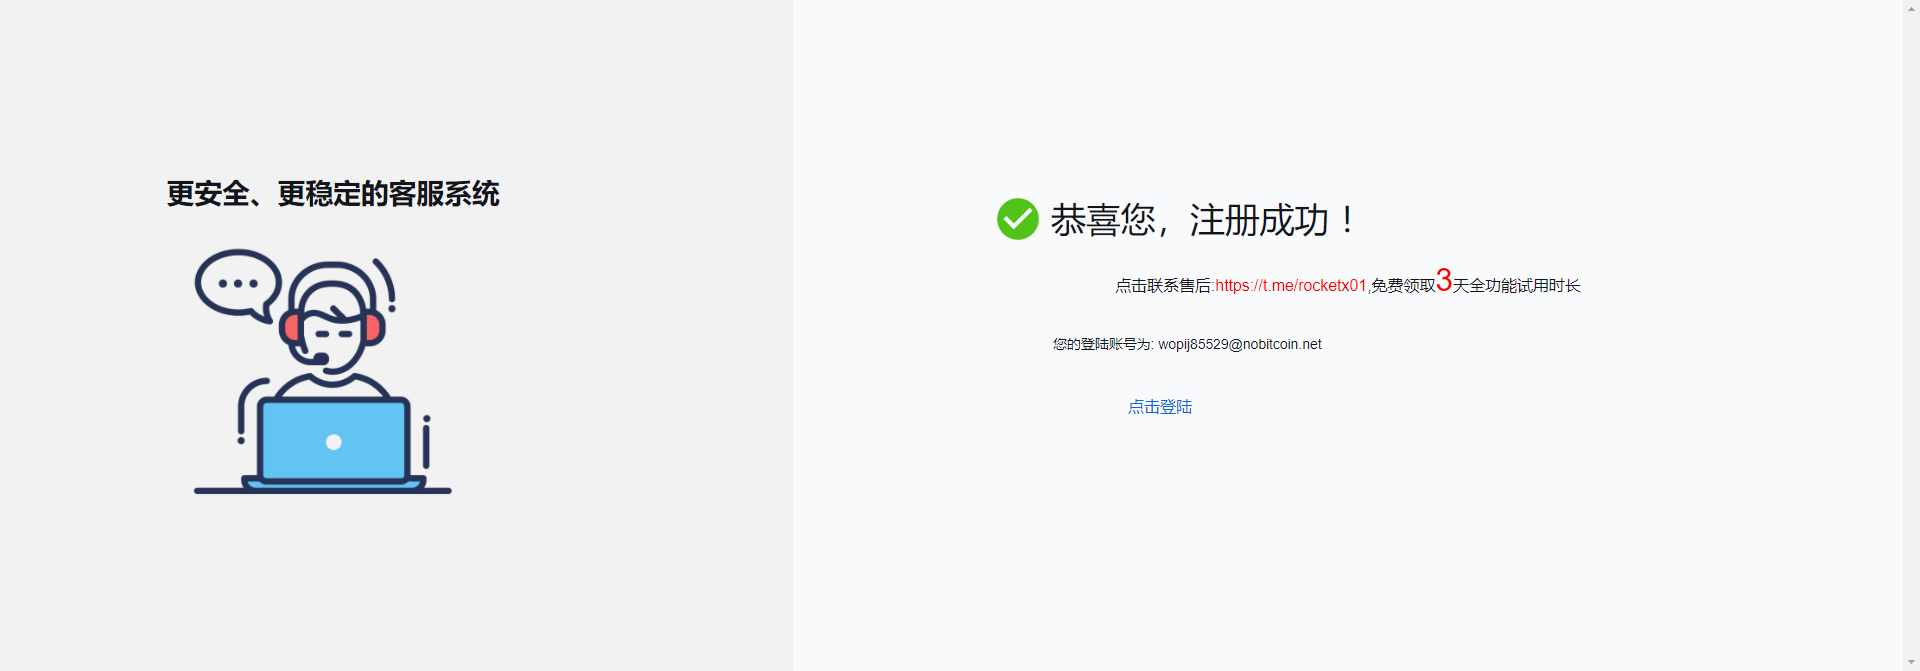 更安全、更稳定的客服系统
恭喜您，注册成功！
点击联系售后:https://t.me/rocketx01,免费领取3天全功能试用时长
您的登陆账号为: wopij85529@nobitcoin.net
点击登陆